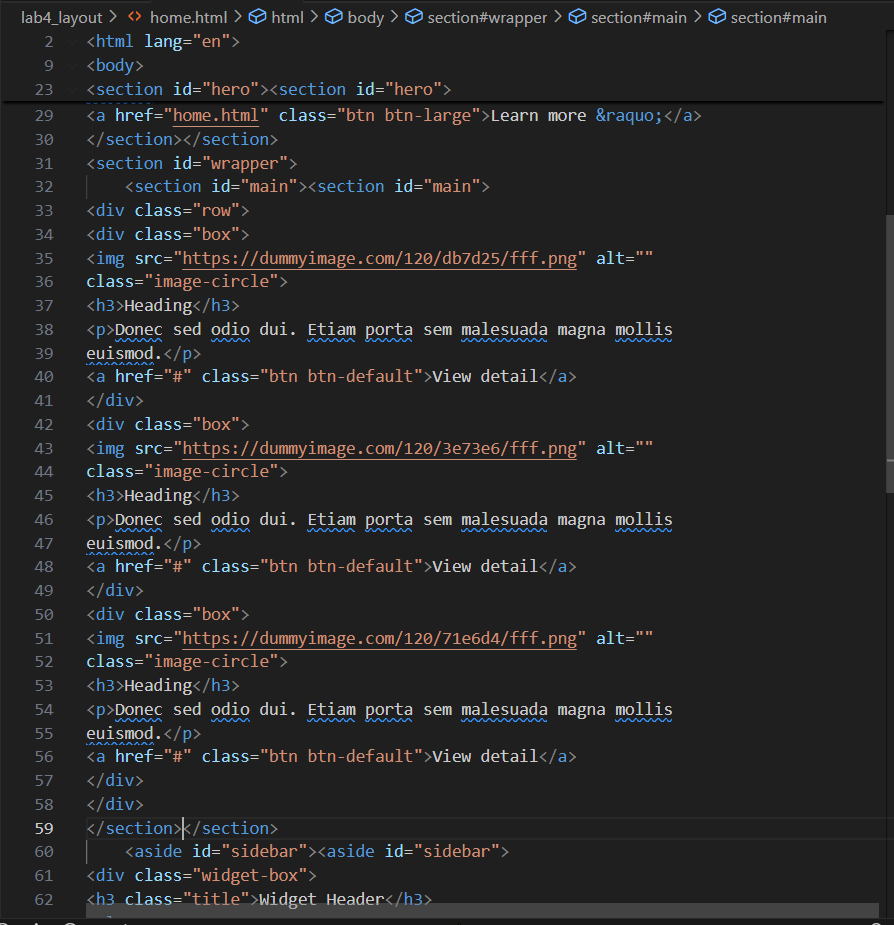 lab4_layout > <> home.html > html > body > section#wrapper > section#main > section#main
2 <html lang="en">
9 <body>
23 <section id="hero"><section id="hero">
29 <a href="home.html" class="btn btn-large">Learn more &raquo;</a>
30 </section></section>
31 <section id="wrapper">
32 <section id="main"><section id="main">
33 <div class="row">
34 <div class="box">
35 <img src="https://dummyimage.com/120/db7d25/fff.png" alt=""
36 class="image-circle">
37 <h3>Heading</h3>
38 <p>Donec sed odio dui. Etiam porta sem malesuada magna mollis
39 euismod.</p>
40 <a href="#" class="btn btn-default">View detail</a>
41 </div>
42 <div class="box">
43 <img src="https://dummyimage.com/120/3e73e6/fff.png" alt=""
44 class="image-circle">
45 <h3>Heading</h3>
46 <p>Donec sed odio dui. Etiam porta sem malesuada magna mollis
47 euismod.</p>
48 <a href="#" class="btn btn-default">View detail</a>
49 </div>
50 <div class="box">
51 <img src="https://dummyimage.com/120/71e6d4/fff.png" alt=""
52 class="image-circle">
53 <h3>Heading</h3>
54 <p>Donec sed odio dui. Etiam porta sem malesuada magna mollis
55 euismod.</p>
56 <a href="#" class="btn btn-default">View detail</a>
57 </div>
58 </div>
59 </section></section>
60 <aside id="sidebar"><aside id="sidebar">
61 <div class="widget-box">
62 <h3 class="title">Widget Header</h3>